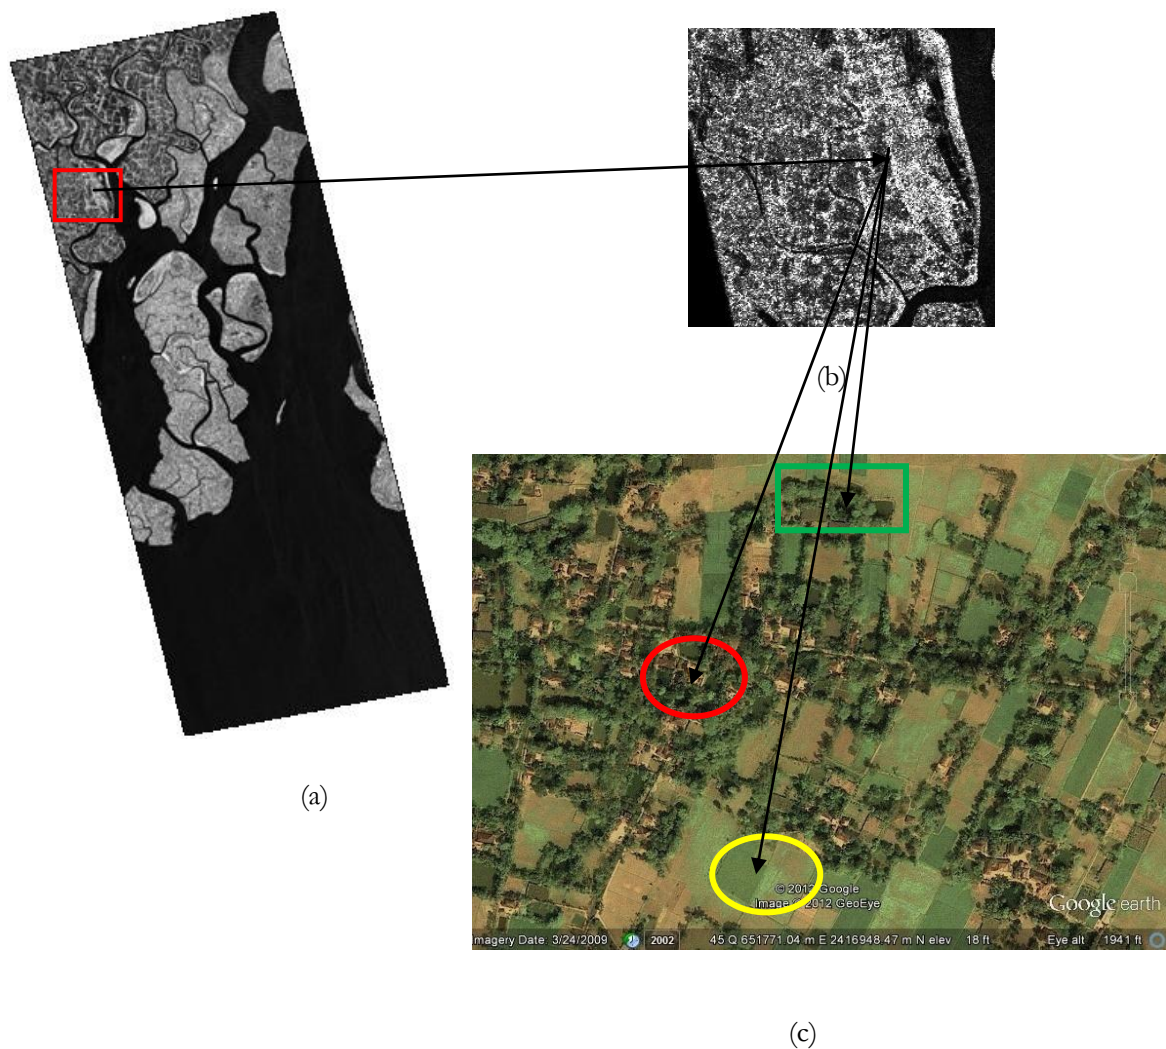 (b)
(a)
© 2012 Google
Image © 2012 GeoEye
Google earth
Imagery Date: 3/24/2009 2002 45 Q 651771.04 m E 2416948.47 m N elev 18 ft Eye alt 1941 ft
(c)